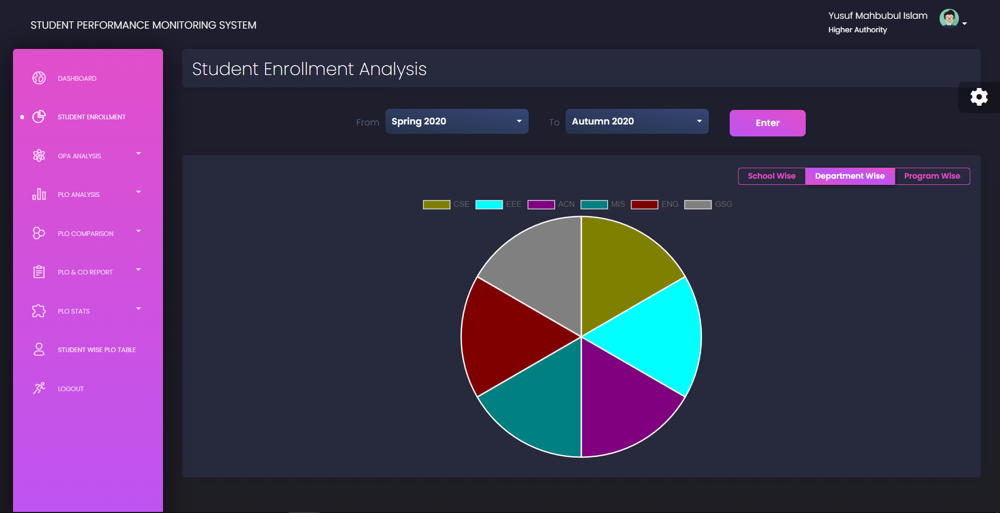 STUDENT PERFORMANCE MONITORING SYSTEM
Yusuf Mahbubul Islam
Higher Authority
DASHBOARD
STUDENT ENROLLMENT
GPA ANALYSIS
PLO ANALYSIS
PLO COMPARISON
PLO & CO REPORT
PLO STATS
STUDENT WISE PLO TABLE
LOGOUT
Student Enrollment Analysis
From Spring 2020 To Autumn 2020 Enter
School Wise Department Wise Program Wise
CSE EEE ACN MIS ENG GSG